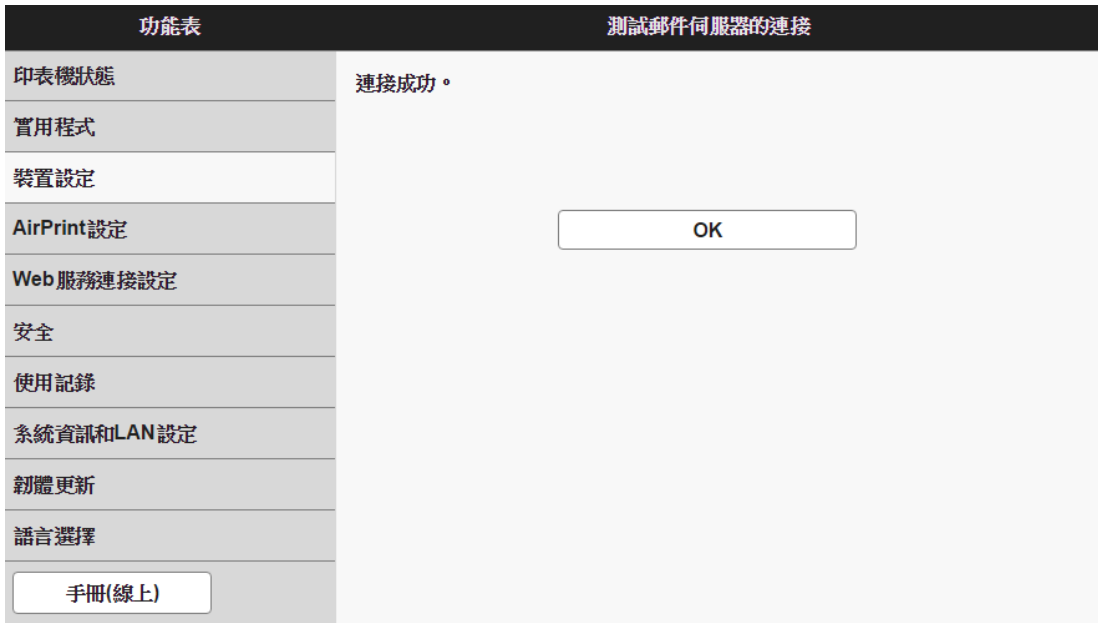 功能表
測試郵件伺服器的連接
印表機狀態
實用程式
裝置設定
AirPrint設定
Web服務連接設定
安全
使用記錄
系統資訊和LAN設定
韌體更新
語言選擇
手冊(線上)
連接成功。
OK